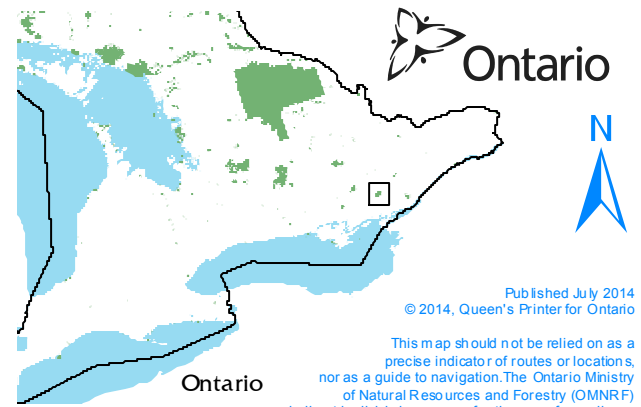 Ontario
N
Published July 2014
© 2014, Queen's Printer for Ontario
This map should not be relied on as a
precise indicator of routes or locations,
nor as a guide to navigation.The Ontario Ministry
of Natural Resources and Forestry (OMNRF)
Ontario